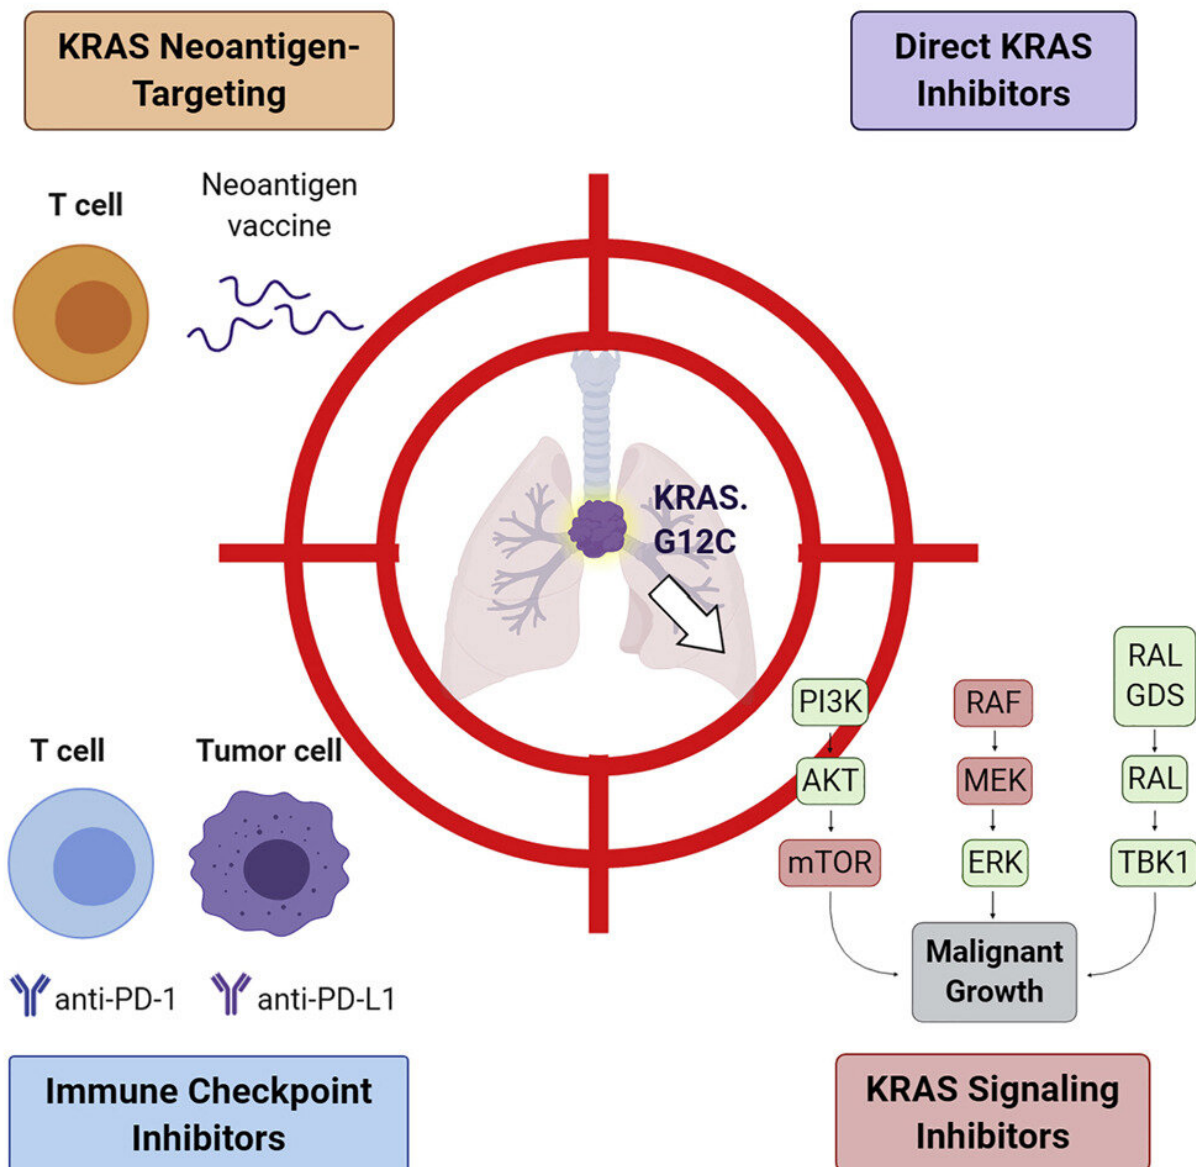 KRAS Neoantigen-
Targeting
Direct KRAS
Inhibitors
T cell
Neoantigen
vaccine
KRAS.
G12C
PI3K
AKT
mTOR
RAF
MEK
ERK
RAL
GDS
RAL
TBK1
Malignant
Growth
T cell
Tumor cell
anti-PD-1
anti-PD-L1
Immune Checkpoint
Inhibitors
KRAS Signaling
Inhibitors